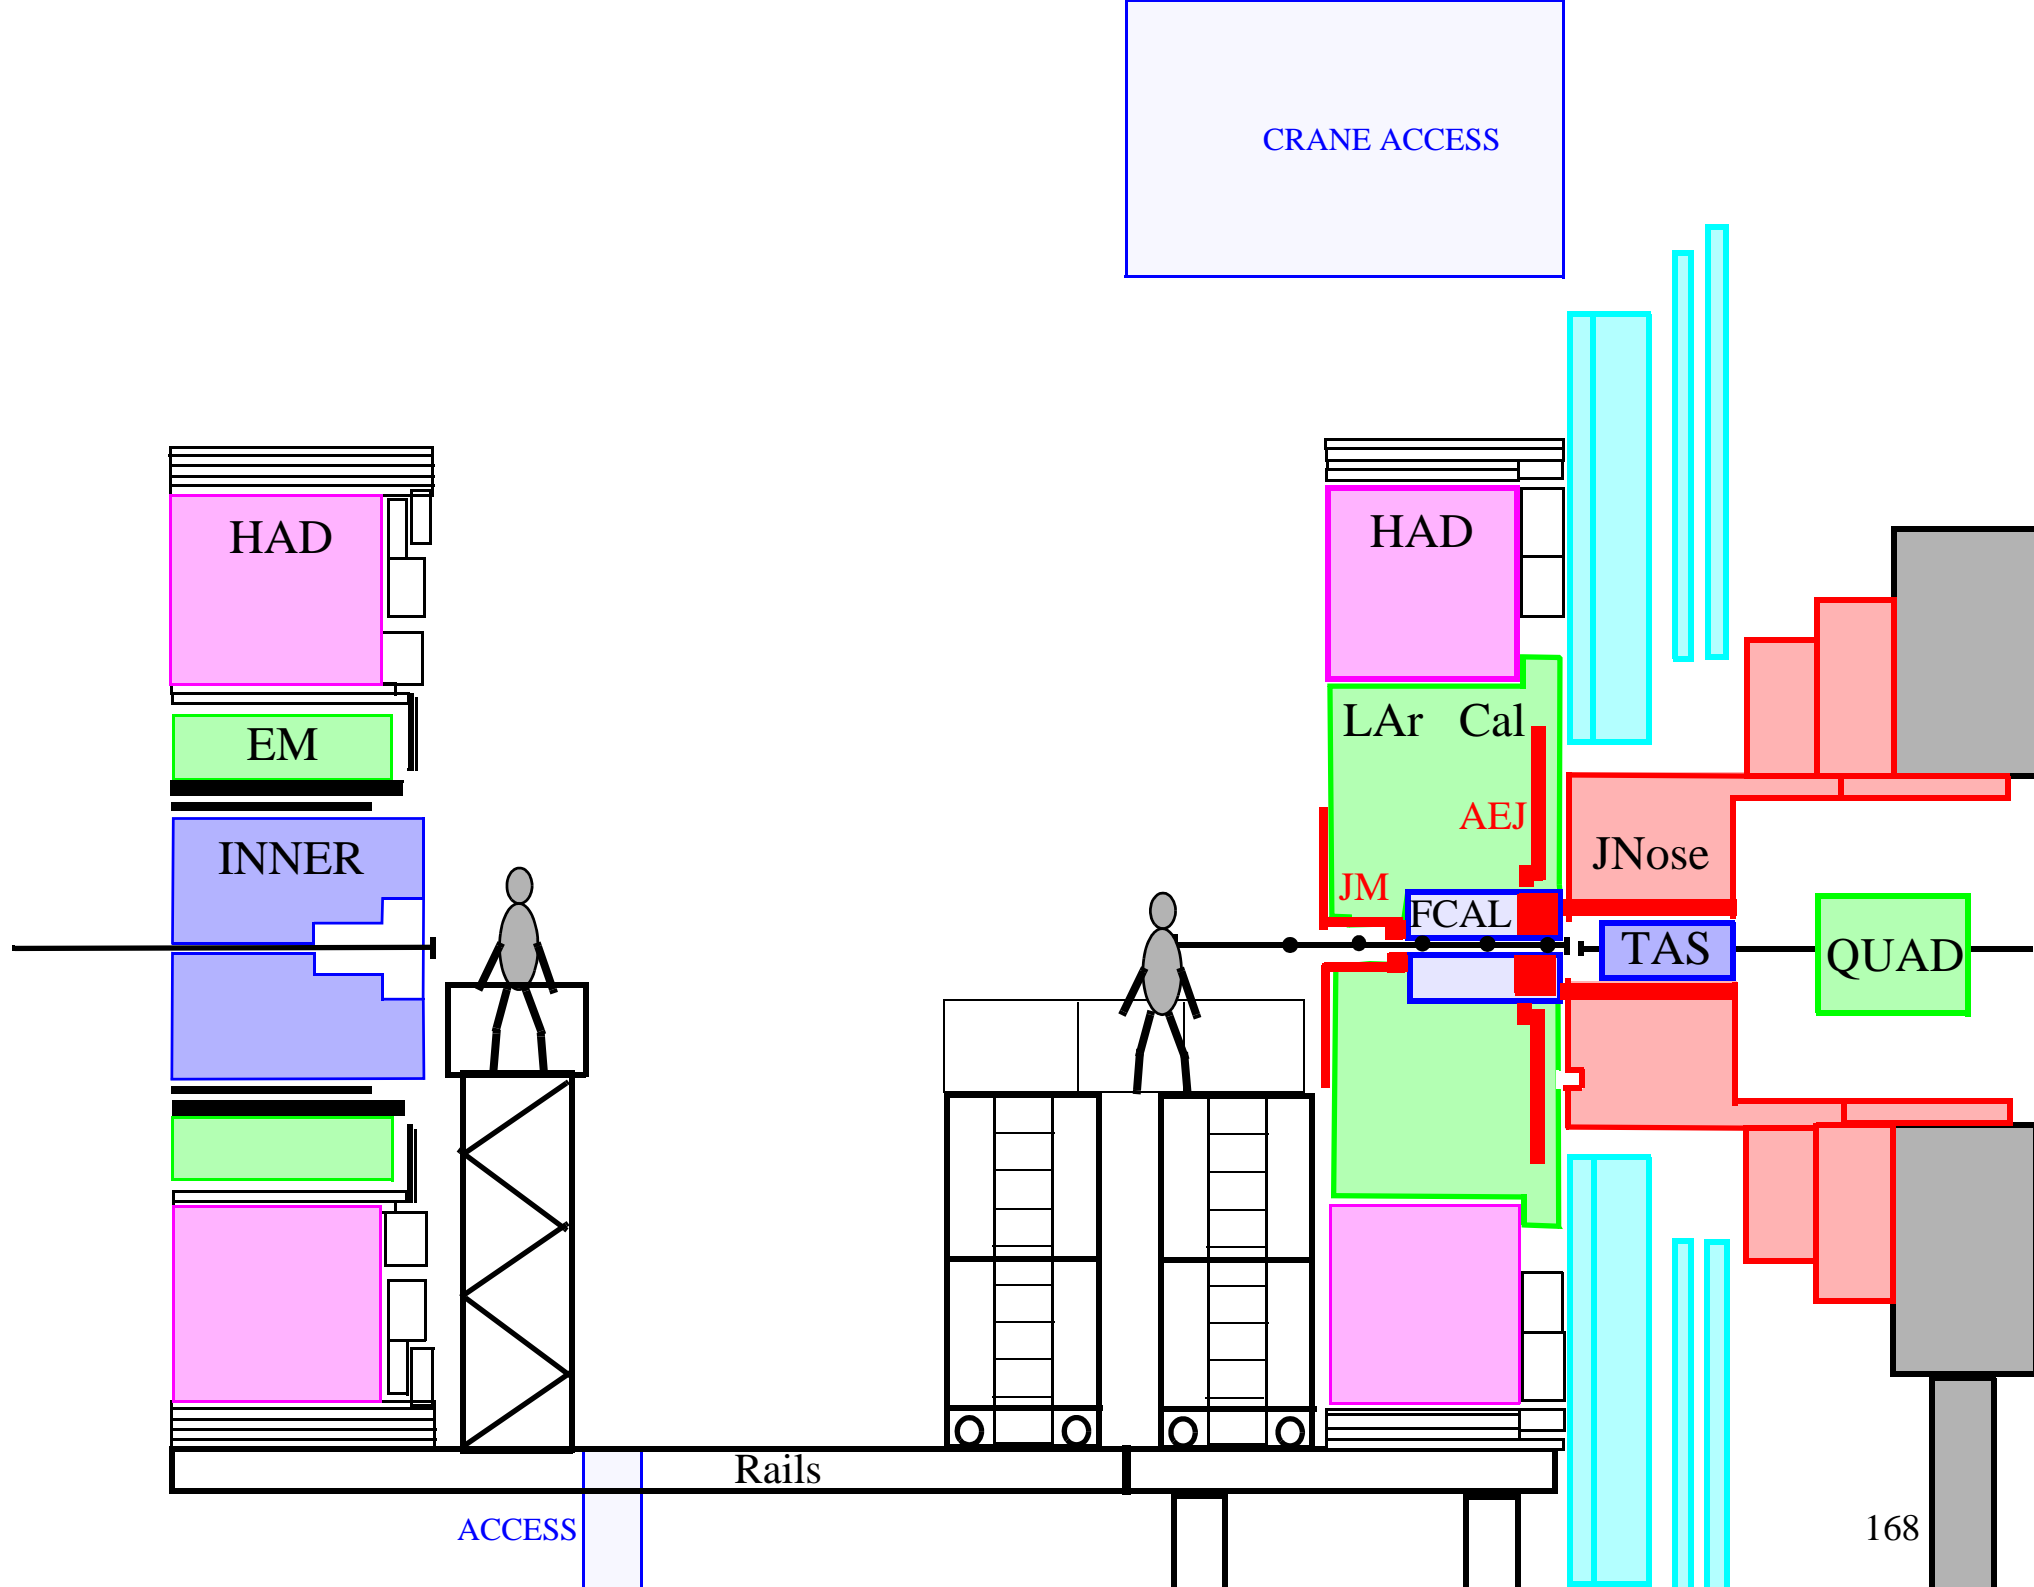 CRANE ACCESS
HAD
HAD
EM
LAr Cal
AEJ
INNER
JNose
JM
FCAL
TAS
QUAD
Rails
ACCESS
168